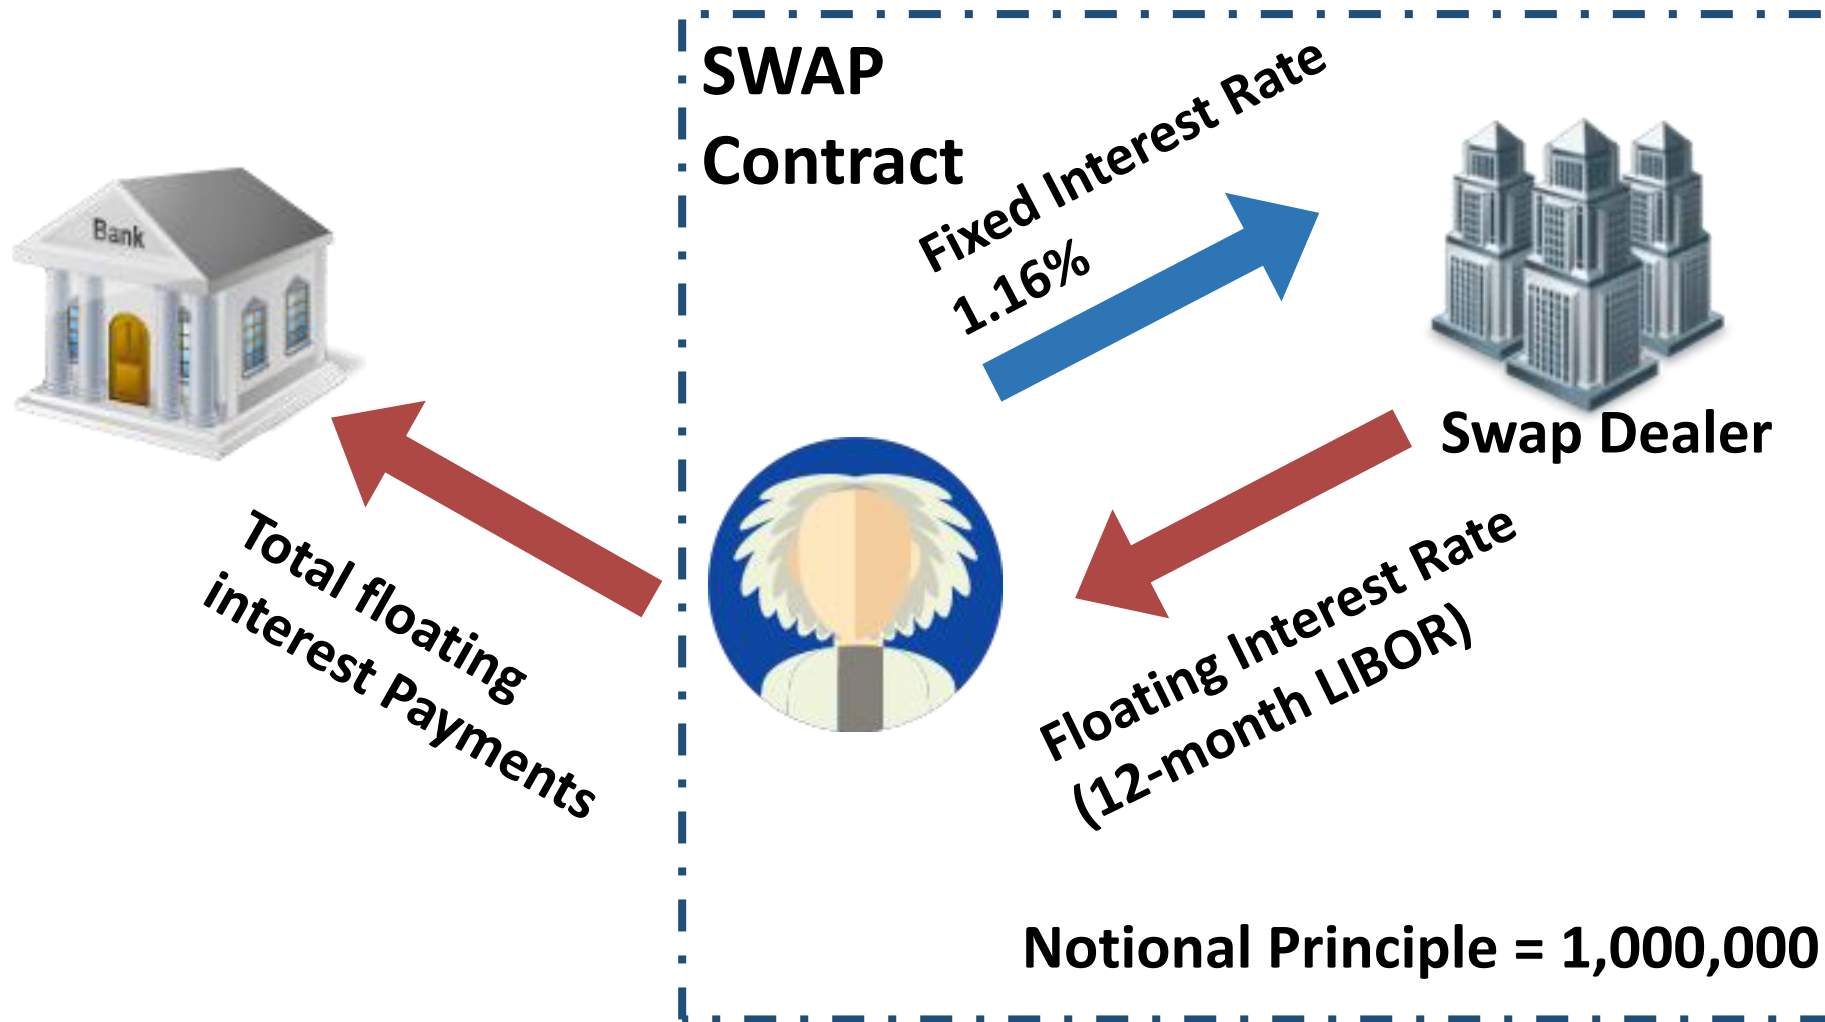 SWAP
Contract
Fixed Interest Rate
1.16%
Bank
Swap Dealer
Total floating
interest Payments
Floating Interest Rate
(12-month LIBOR)
Notional Principle = 1,000,000